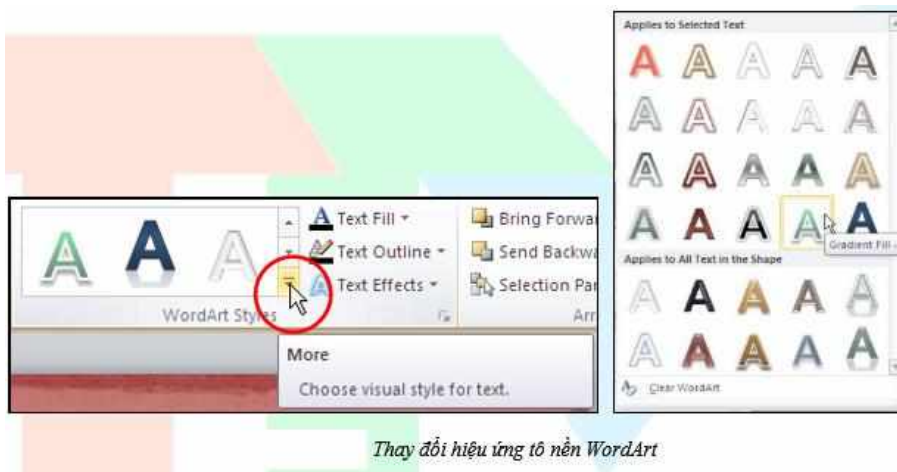 Applies to Selected Text
Text Fill
Text Outline
Text Effects
Bring Forwa
Send Backwa
Selection Pa
WordArt Styles
Arr
More
Choose visual style for text.
Gradient Fill
Applies to All Text in the Shape
Clear WordArt
Thay đổi hiệu ứng tô nền WordArt